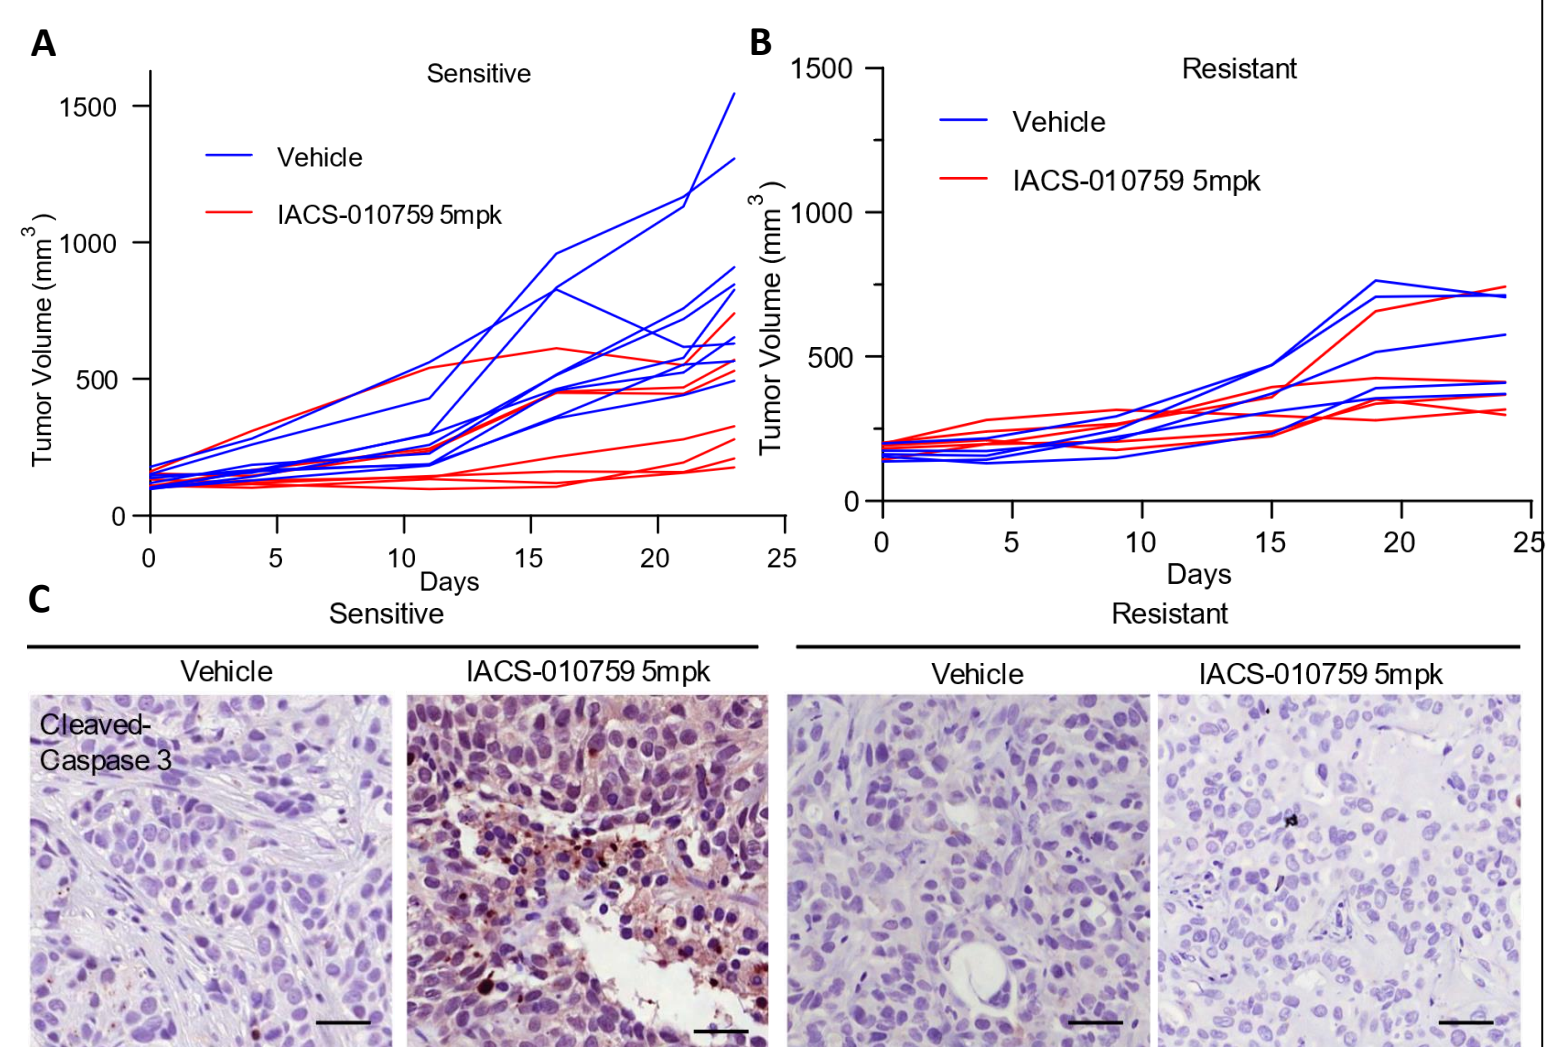 A
Sensitive
1500
1000
500
0
Tumor Volume (mm3)
Vehicle
IACS-010759 5mpk
0 5 10 15 20 25
Days
B
Resistant
1500
1000
500
0
Tumor Volume (mm3)
Vehicle
IACS-010759 5mpk
0 5 10 15 20 25
Days
C
Sensitive
Resistant
Vehicle
IACS-010759 5mpk
Vehicle
IACS-010759 5mpk
Cleaved-
Caspase 3